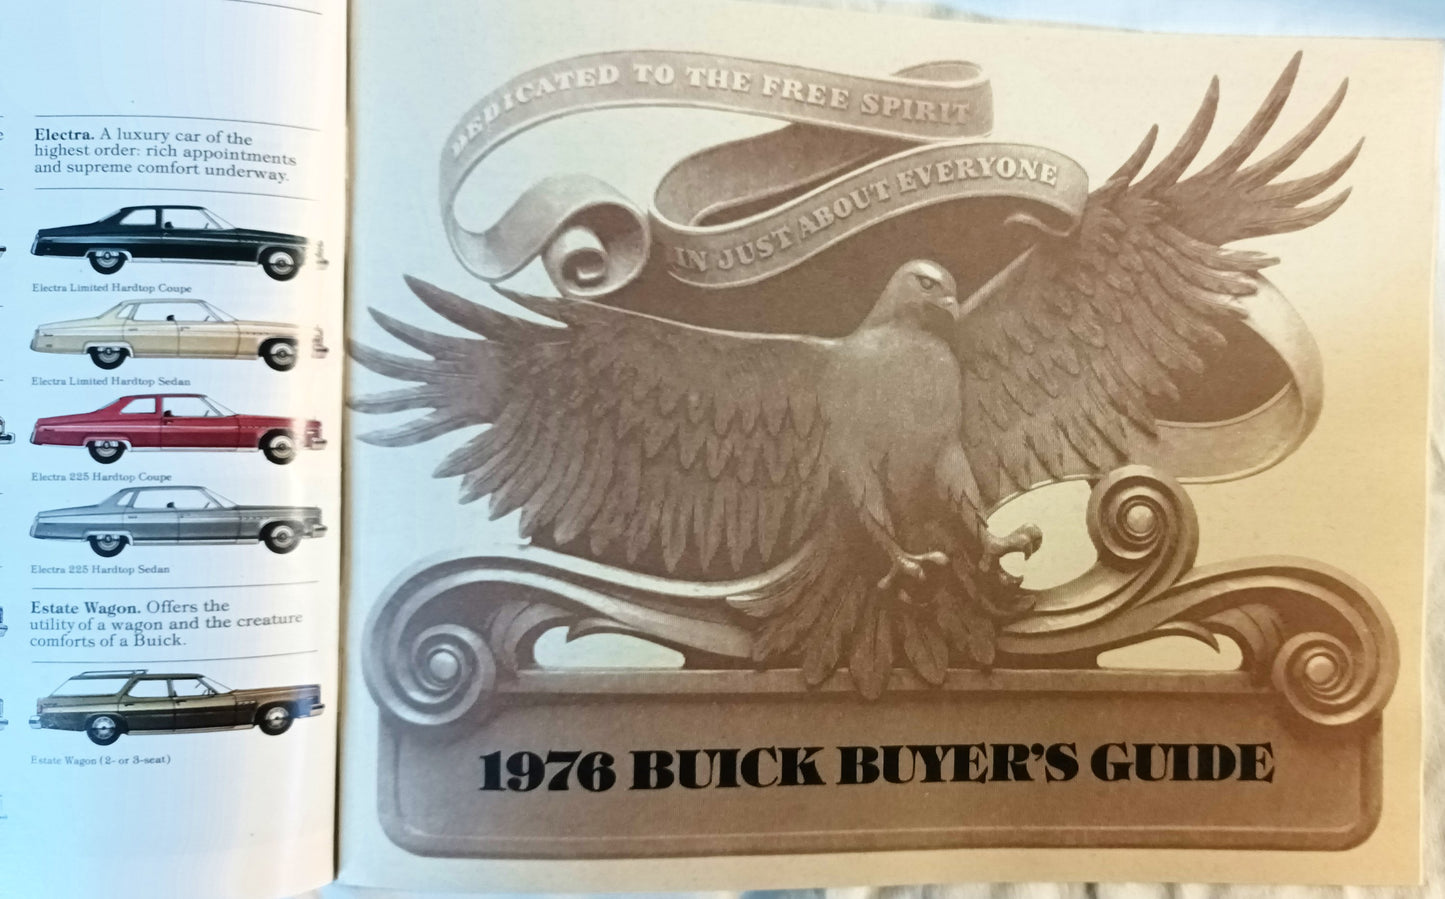 Electra. A luxury car of the
highest order: rich appointments
and supreme comfort underway.
Electra Limited Hardtop Coupe
Electra Limited Hardtop Sedan
Electra 225 Hardtop Coupe
Electra 225 Hardtop Sedan
Estate Wagon. Offers the
utility of a wagon and the creature
comforts of a Buick.
Estate Wagon (2- or 3-seat)
DEDICATED TO THE FREE SPIRIT
IN JUST ABOUT EVERYONE
1976 BUICK BUYER'S GUIDE